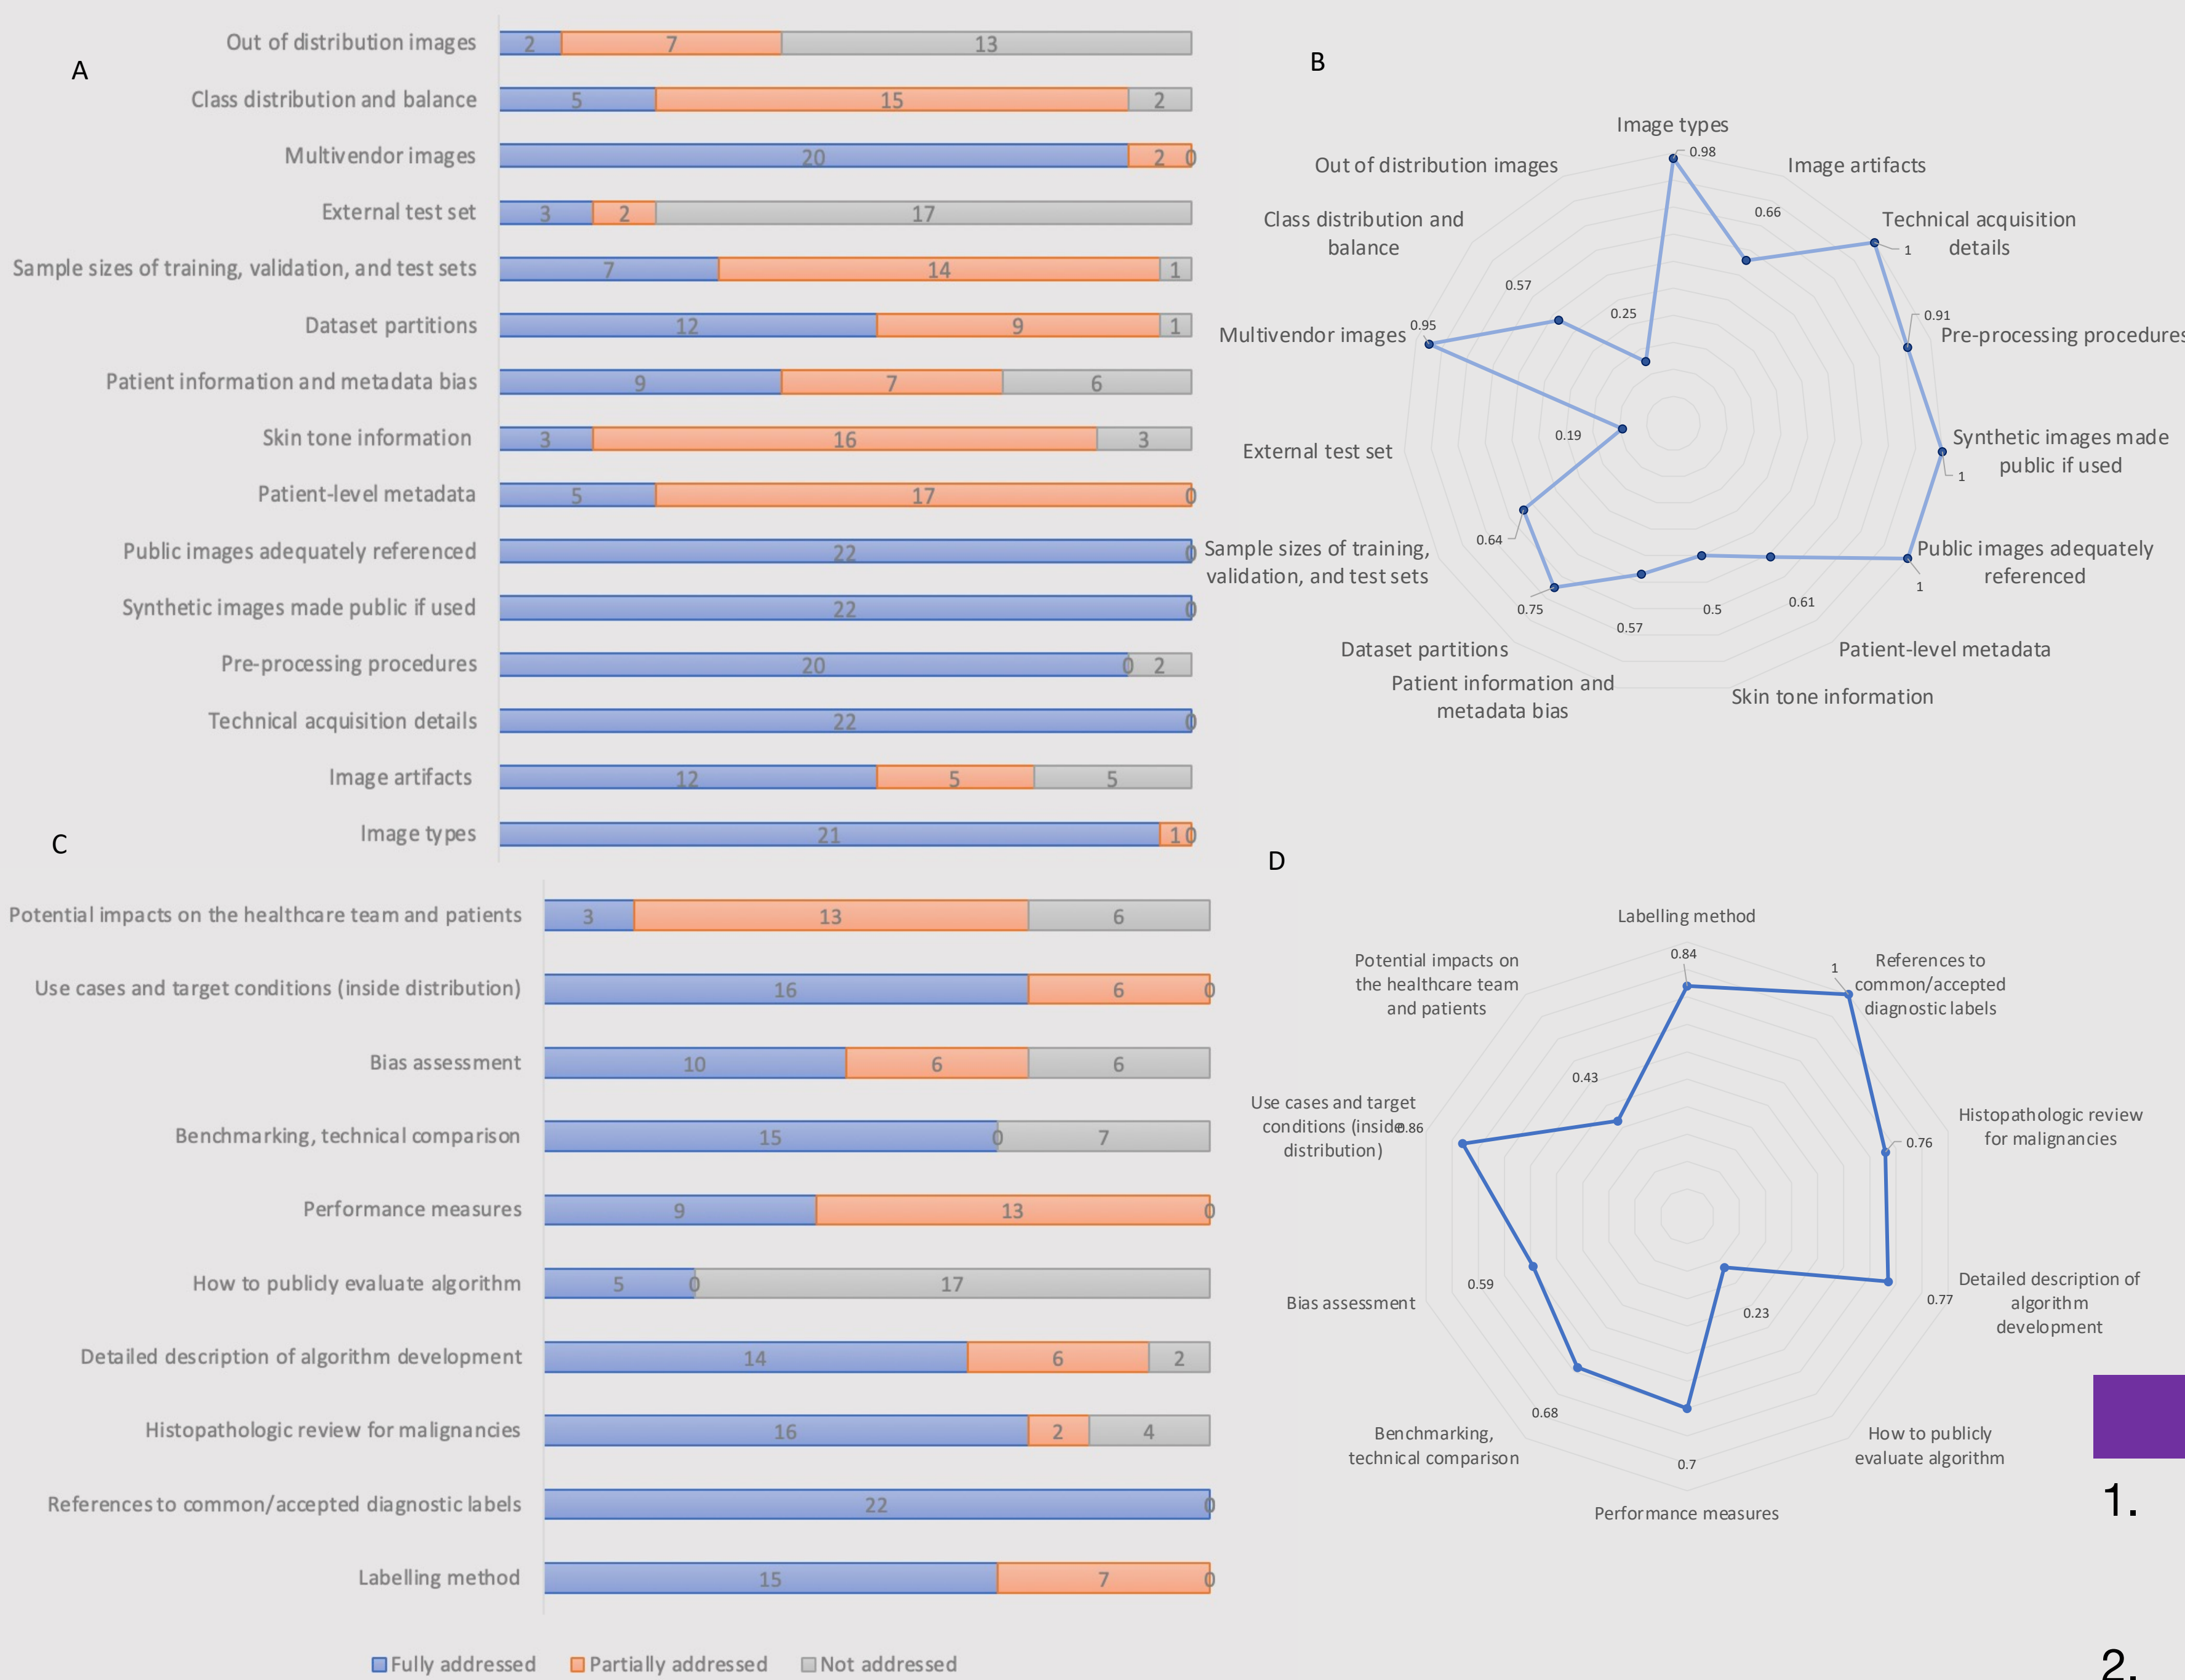 A
Out of distribution images 2 7 13
Class distribution and balance 5 15 2
Multivendor images 20 2 0
External test set 3 2 17
Sample sizes of training, validation, and test sets 7 14 1
Dataset partitions 12 9 1
Patient information and metadata bias 9 7 6
Skin tone information 3 16 3
Patient-level metadata 5 17 0
Public images adequately referenced 22 0
Synthetic images made public if used 22 0
Pre-processing procedures 20 0 2
Technical acquisition details 22 0
Image artifacts 12 5 5
Image types 21 1 0
B
Image types
0.98
Image artifacts
0.66
Technical acquisition
details
1
0.91
Pre-processing procedures
Synthetic images made
public if used
1
Public images adequately
referenced
1
Patient-level metadata
0.61
Skin tone information
0.5
Patient information and
metadata bias
0.57
Dataset partitions
0.75
Sample sizes of training,
validation, and test sets
0.64
External test set
0.19
Multivendor images
0.95
Class distribution and
balance
0.57
Out of distribution images
0.25
C
Potential impacts on the healthcare team and patients 3 13 6
Use cases and target conditions (inside distribution) 16 6 0
Bias assessment 10 6 6
Benchmarking, technical comparison 15 0 7
Performance measures 9 13 0
How to publicly evaluate algorithm 5 0 17
Detailed description of algorithm development 14 6 2
Histopathologic review for malignancies 16 2 4
References to common/accepted diagnostic labels 22 0
Labelling method 15 7 0
Fully addressed Partially addressed Not addressed
D
Labelling method
0.84
References to
common/accepted
diagnostic labels
1
Histopathologic review
for malignancies
0.76
Detailed description of
algorithm
development
0.77
How to publicly
evaluate algorithm
0.23
Performance measures
0.7
Benchmarking,
technical comparison
0.68
Bias assessment
0.59
Use cases and target
conditions (inside
distribution)
0.86
Potential impacts on
the healthcare team
and patients
0.43
1.
2.